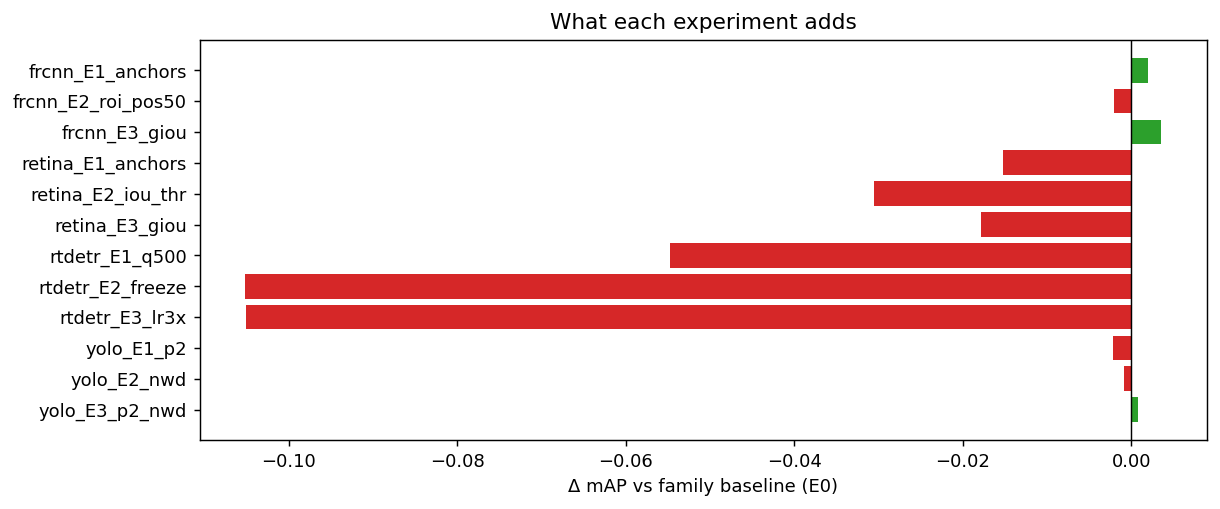 What each experiment adds
frcnn_E1_anchors
frcnn_E2_roi_pos50
frcnn_E3_giou
retina_E1_anchors
retina_E2_iou_thr
retina_E3_giou
rtdetr_E1_q500
rtdetr_E2_freeze
rtdetr_E3_lr3x
yolo_E1_p2
yolo_E2_nwd
yolo_E3_p2_nwd
−0.10 −0.08 −0.06 −0.04 −0.02 0.00
Δ mAP vs family baseline (E0)